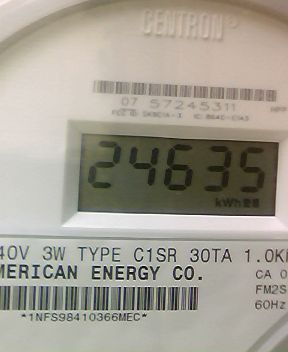 CENTRON®
07 57245311
24635
kWh
40V 3W TYPE C1SR 30TA 1.0K
MERICAN ENERGY CO.
CA 0
FM2S
60Hz
*1NFS98410366MEC*